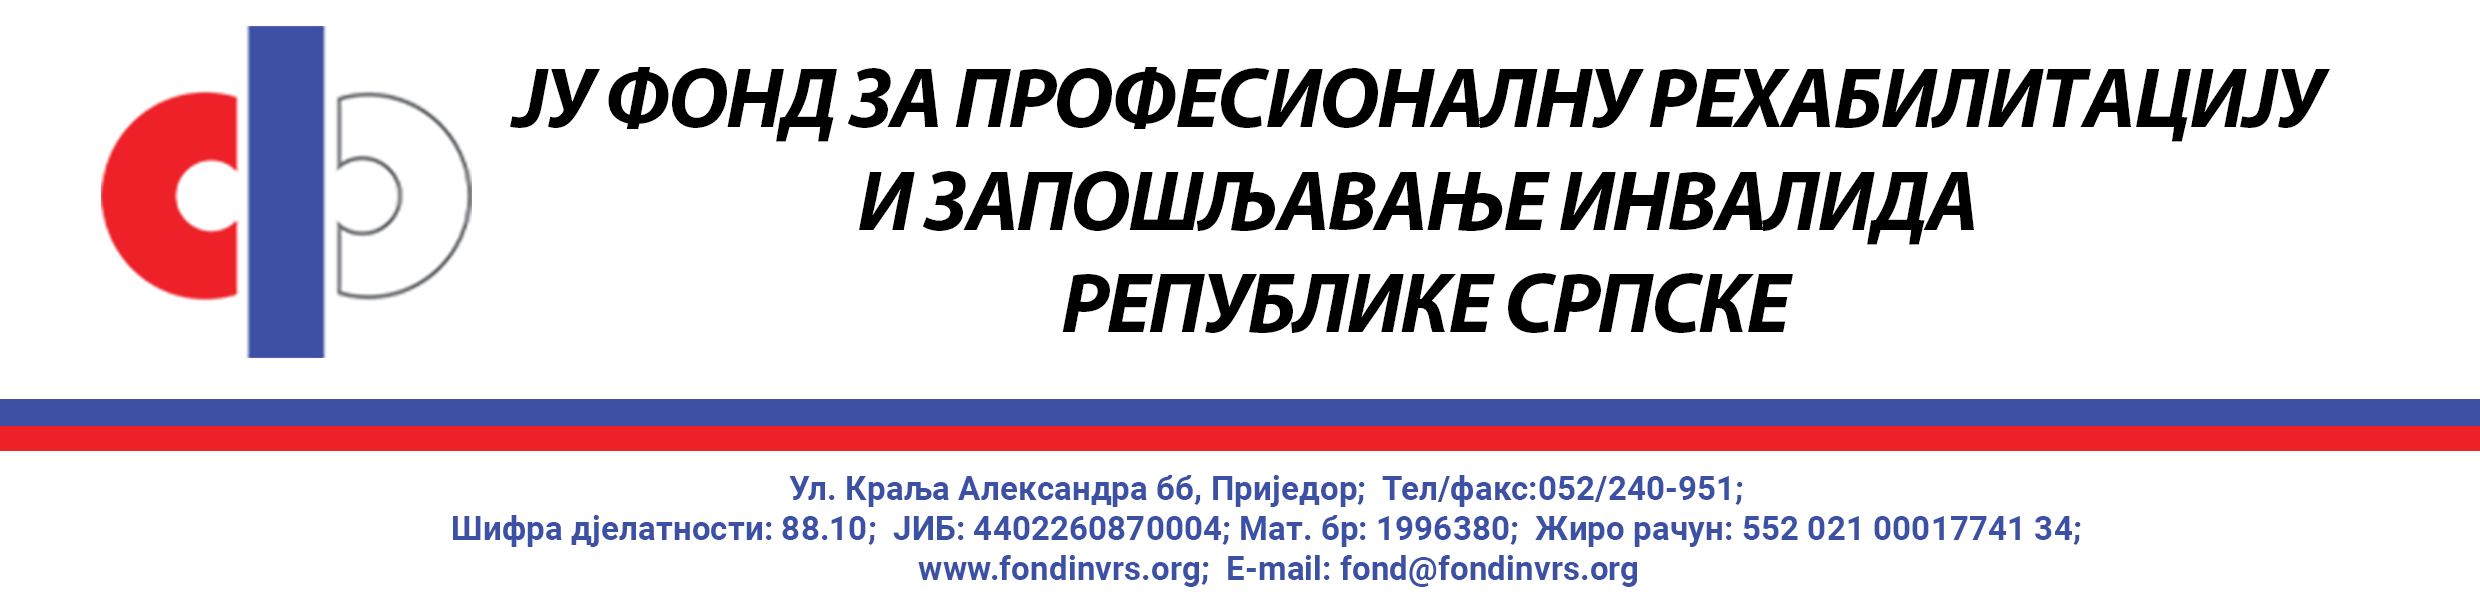 ЈУ ФОНД ЗА ПРОФЕСИОНАЛНУ РЕХАБИЛИТАЦИЈУ
И ЗАПОШЉАВАЊЕ ИНВАЛИДА
РЕПУБЛИКЕ СРПСКЕ
Ул. Краља Александра бб, Приједор; Тел/факс:052/240-951;
Шифра дјелатности: 88.10; ЈИБ: 4402260870004; Мат. бр: 1996380; Жиро рачун: 552 021 00017741 34;
www.fondinvrs.org; E-mail: fond@fondinvrs.org